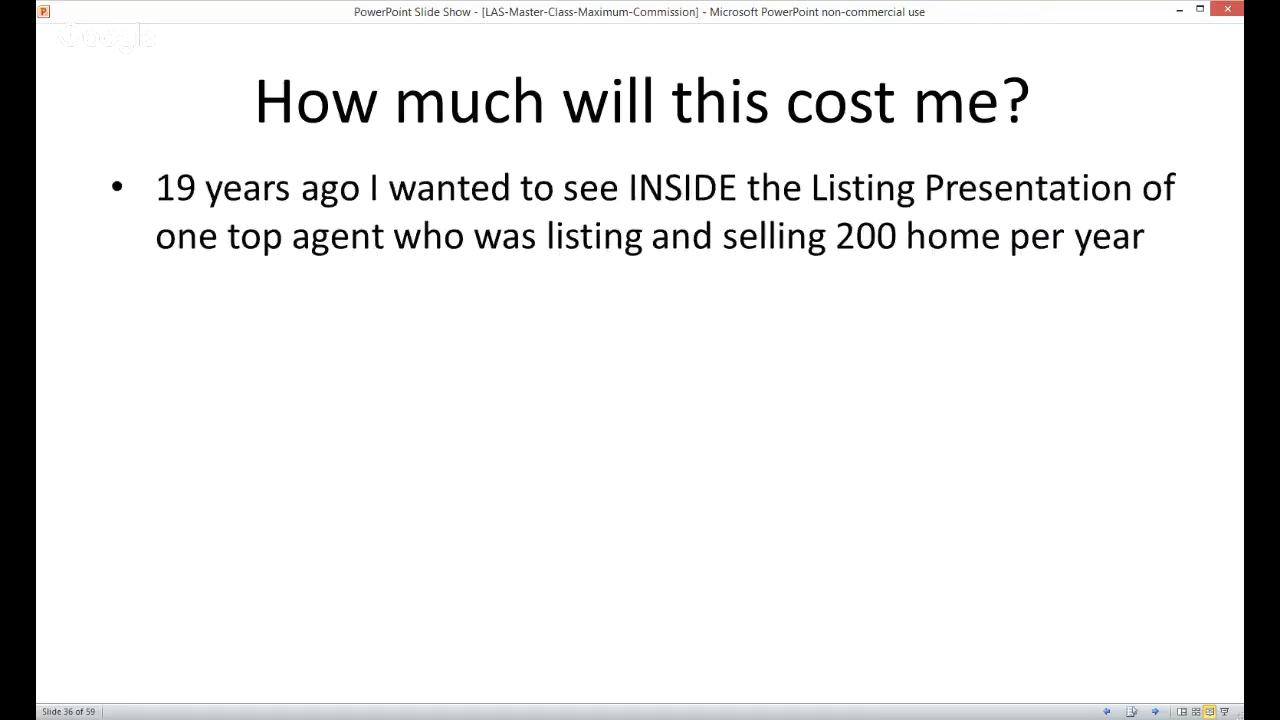 PowerPoint Slide Show - [LAS-Master-Class-Maximum-Commission] - Microsoft PowerPoint non-commercial use
Google
How much will this cost me?
• 19 years ago I wanted to see INSIDE the Listing Presentation of
one top agent who was listing and selling 200 home per year
Slide 36 of 59